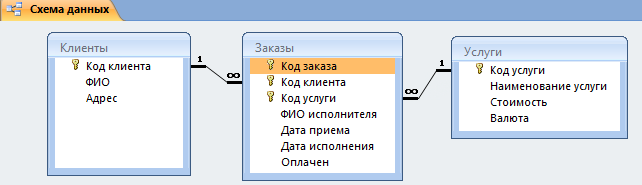 Схема данных
Клиенты
Код клиента
ФИО
Адрес
1
∞
Заказы
Код заказа
Код клиента
Код услуги
ФИО исполнителя
Дата приема
Дата исполнения
Оплачен
∞
1
Услуги
Код услуги
Наименование услуги
Стоимость
Валюта